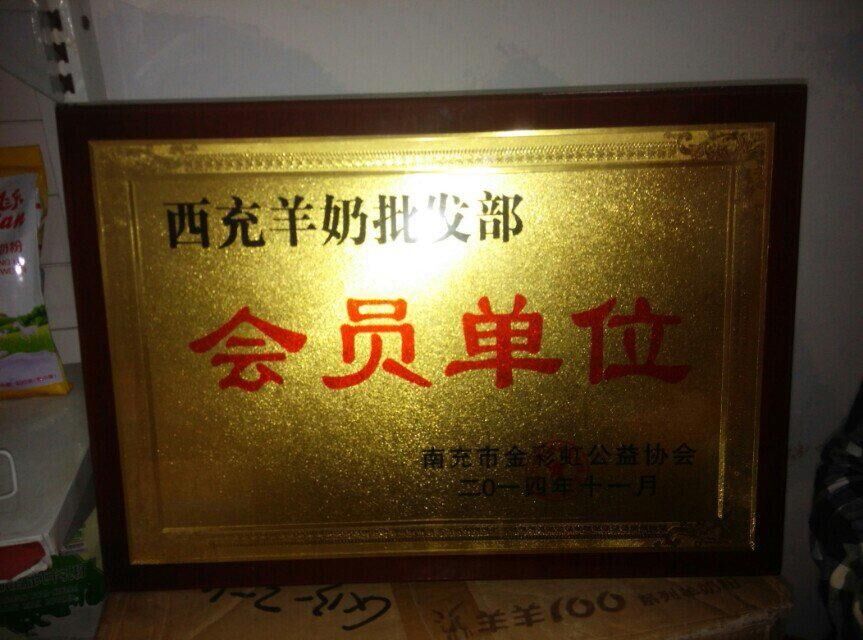 西充羊奶批发部
会员单位
南充市金彩虹公益协会
二0一四年十一月